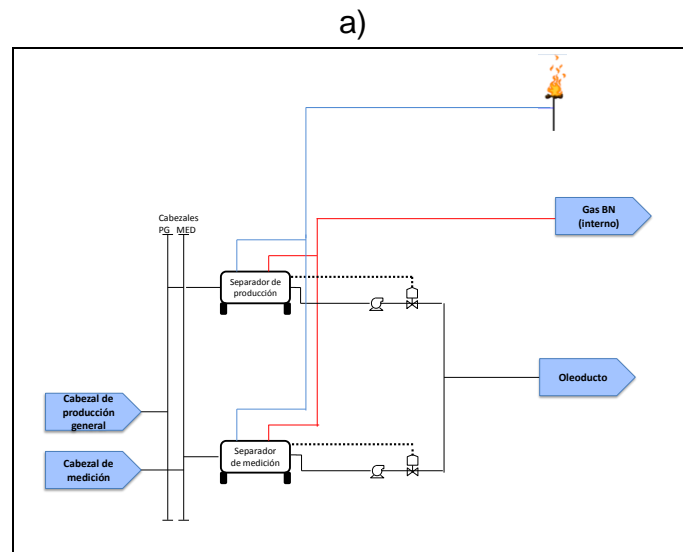 a)
Cabezales
PG MED
Gas BN
(interno)
Separador de
producción
Oleoducto
Cabezal de
producción
general
Separador
de medición
Cabezal de
medición